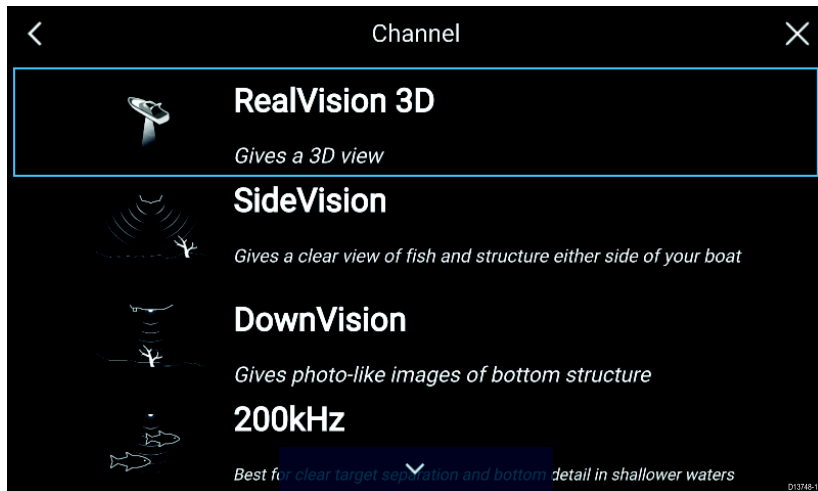 Channel
RealVision 3D
Gives a 3D view
SideVision
Gives a clear view of fish and structure either side of your boat
DownVision
Gives photo-like images of bottom structure
200kHz
Best for clear target separation and bottom detail in shallower waters
D13748-1